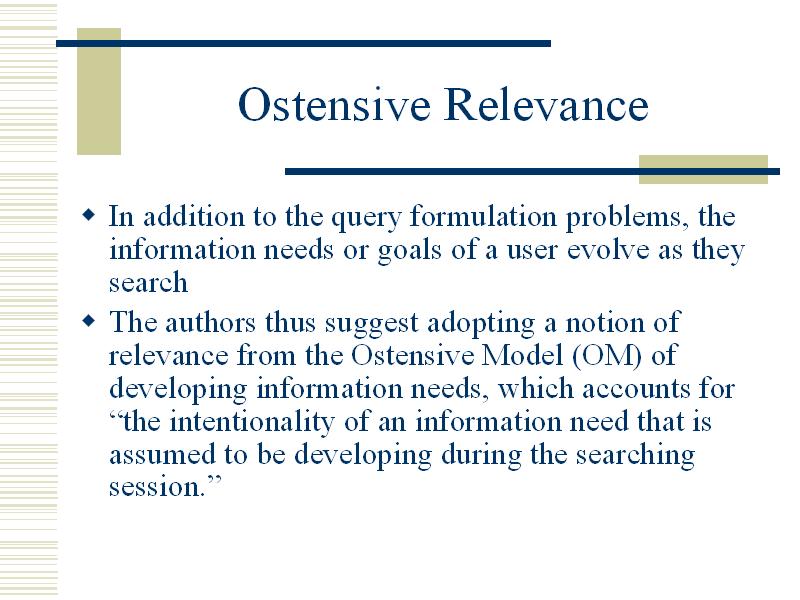 Ostensive Relevance
In addition to the query formulation problems, the
information needs or goals of a user evolve as they
search
The authors thus suggest adopting a notion of
relevance from the Ostensive Model (OM) of
developing information needs, which accounts for
“the intentionality of an information need that is
assumed to be developing during the searching
session.”